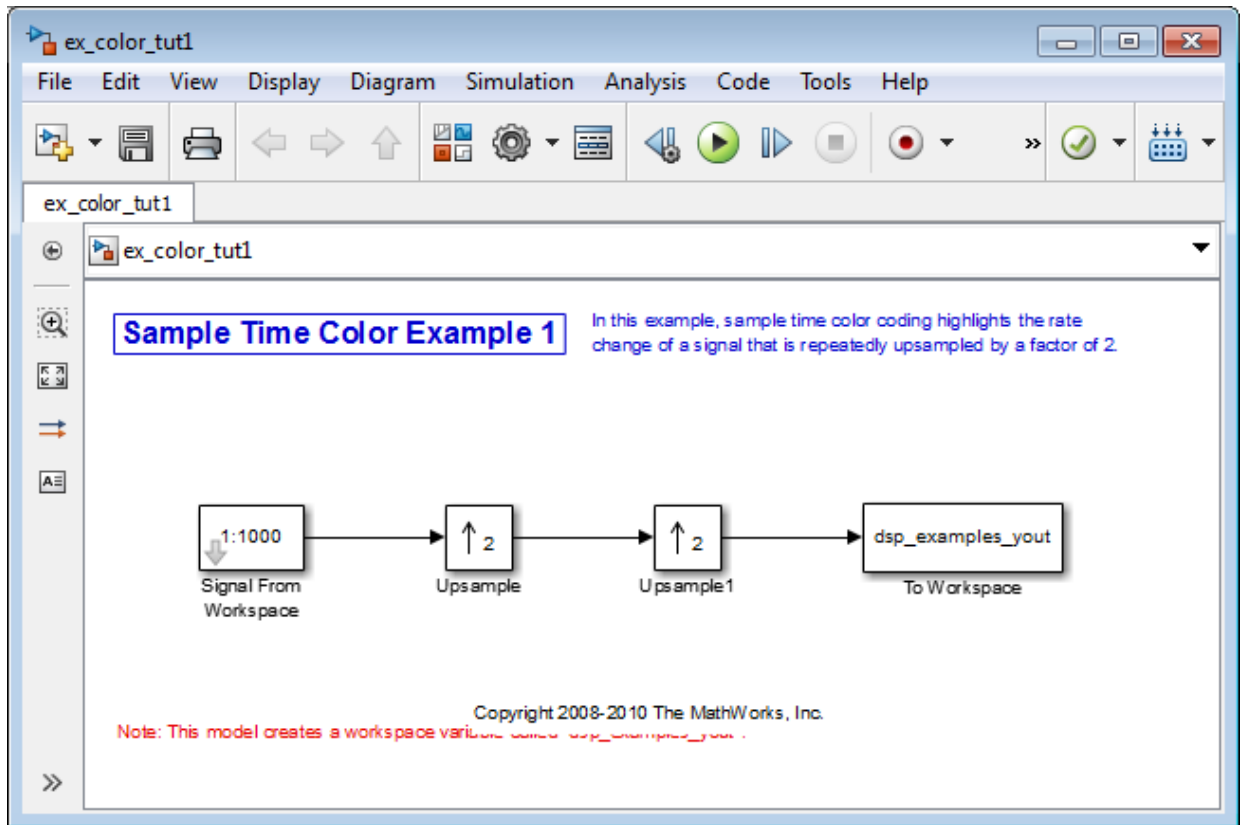 ex_color_tut1
File Edit View Display Diagram Simulation Analysis Code Tools Help
ex_color_tut1
ex_color_tut1
Sample Time Color Example 1
In this example, sample time color coding highlights the rate
change of a signal that is repeatedly upsampled by a factor of 2.
1:1000
2
2
dsp_examples_yout
Signal From
Workspace
Upsample
Upsample1
To Workspace
Copyright 2008-2010 The MathWorks, Inc.
Note: This model creates a workspace variable called "dsp_examples_yout".